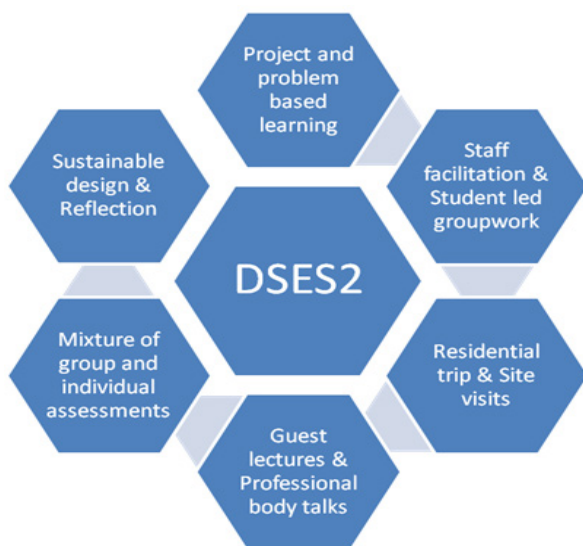 Project and
problem
based
learning
Staff
facilitation &
Student led
groupwork
Residential
trip & Site
visits
Guest
lectures &
Professional
body talks
Mixture of
group and
individual
assessments
Sustainable
design &
Reflection
DSES2